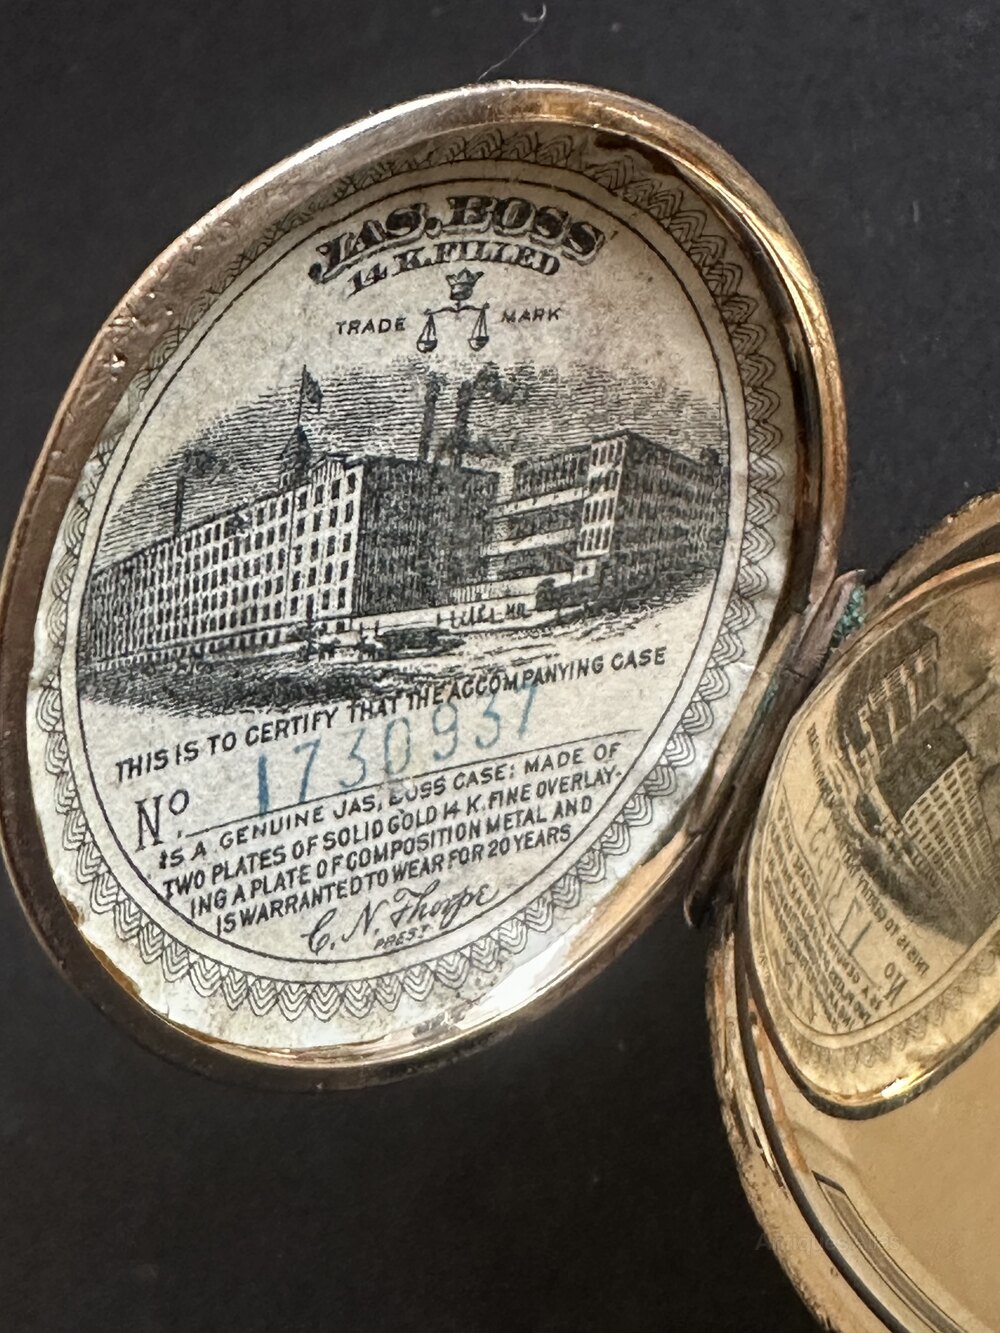 JAS. BOSS
14 K. FILLED
TRADE MARK
THIS IS TO CERTIFY THAT THE ACCOMPANYING CASE
No. 1730937
IS A GENUINE JAS. BOSS CASE; MADE OF
TWO PLATES OF SOLID GOLD 14 K. FINE OVERLAY-
ING A PLATE OF COMPOSITION METAL AND
IS WARRANTED TO WEAR FOR 20 YEARS
C. N. Thorpe
PREST.